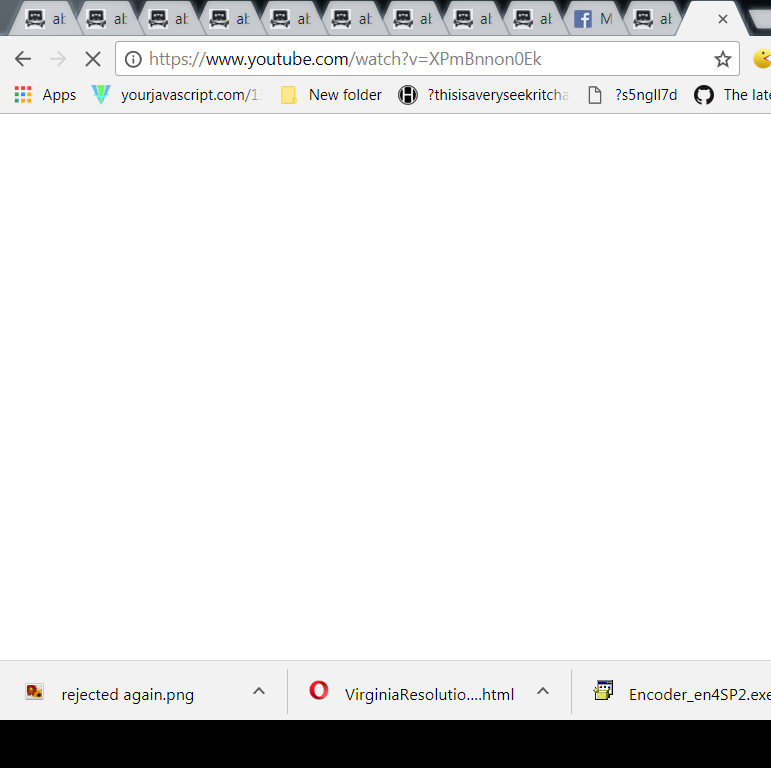 ab ab ab ab ab ab ab ab ab M ab
https://www.youtube.com/watch?v=XPmBnnon0Ek
Apps yourjavascript.com/1 New folder ?thisisaveryseekritcha ?s5ngll7d The late
rejected again.png VirginiaResolutio....html Encoder_en4SP2.exe